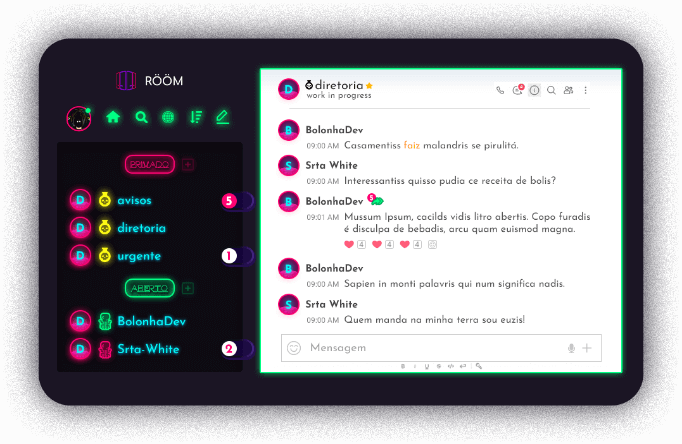 RÖÖM
PRIVADO
D avisos 5
D diretoria
D urgente 1
ABERTO
D BolonhaDev
D Srta-White 2
D diretoria
work in progress
4
B BolonhaDev
09:00 AM Casamentiss faiz malandris se pirulitá.
S Srta White
09:00 AM Interessantiss quisso pudia ce receita de bolis?
B BolonhaDev 5
09:01 AM Mussum Ipsum, cacilds vidis litro abertis. Copo furadis
é disculpa de bebadis, arcu quam euismod magna.
4 4 4
B BolonhaDev
09:00 AM Sapien in monti palavris qui num significa nadis.
S Srta White
09:00 AM Quem manda na minha terra sou euzis!
Mensagem
B I U S </>